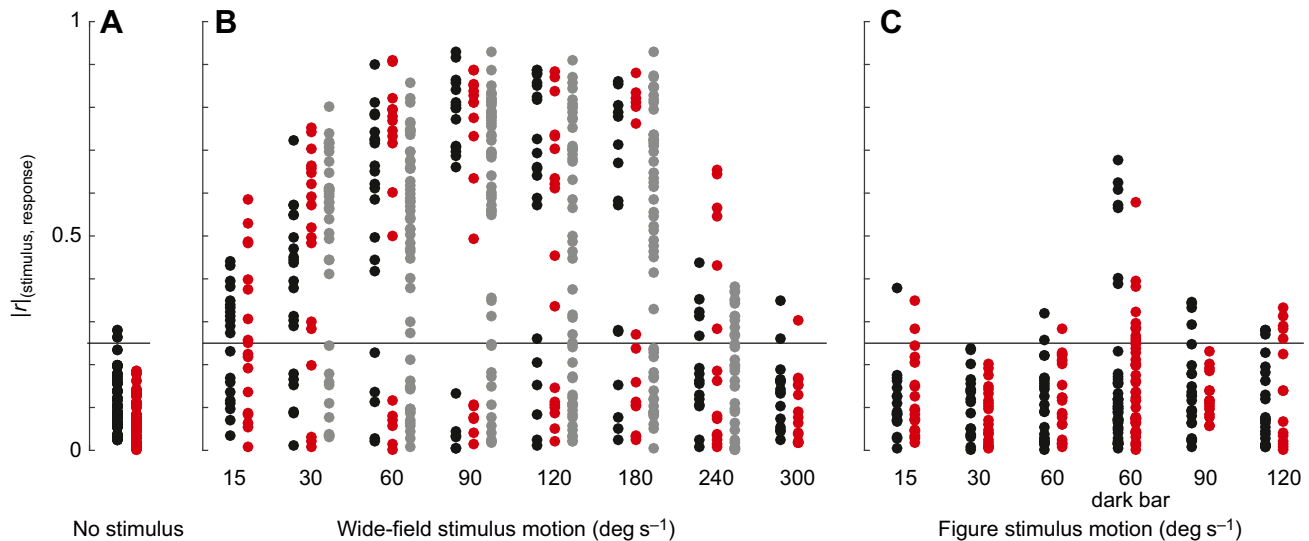 A B C
1
0.5
0
|r|(stimulus, response)
15 30 60 90 120 180 240 300 15 30 60 60 90 120
dark bar
No stimulus Wide-field stimulus motion (deg s–1) Figure stimulus motion (deg s–1)